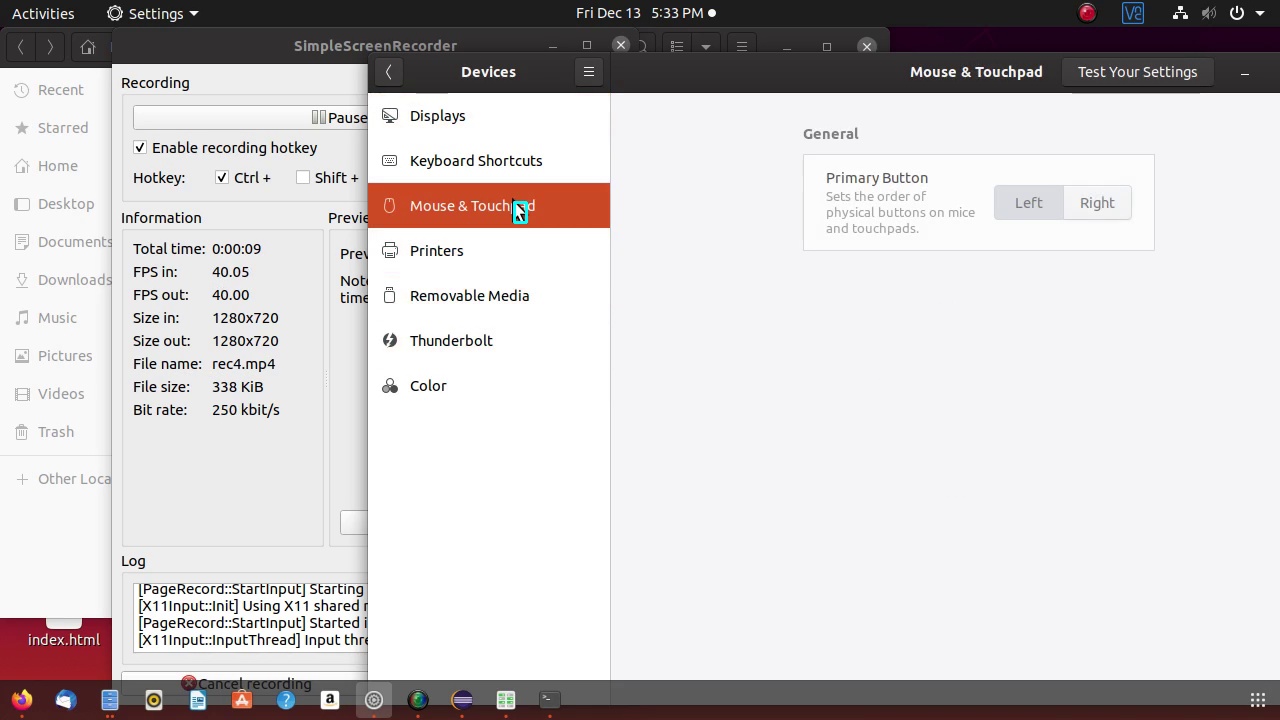 Activities
Settings
Fri Dec 13 5:33 PM
SimpleScreenRecorder
Devices
Mouse & Touchpad
Test Your Settings
Recent
Starred
Home
Desktop
Documents
Downloads
Music
Pictures
Videos
Trash
Other Loca
index.html
Recording
Pause
Enable recording hotkey
Hotkey: Ctrl + Shift +
Information
Total time: 0:00:09
FPS in: 40.05
FPS out: 40.00
Size in: 1280x720
Size out: 1280x720
File name: rec4.mp4
File size: 338 KiB
Bit rate: 250 kbit/s
Previe
Prev
Note
time
Log
[PageRecord::StartInput] Starting
[X11Input::Init] Using X11 shared
[PageRecord::StartInput] Started i
[X11Input::InputThread] Input thre
Cancel recording
Displays
Keyboard Shortcuts
Mouse & Touchpad
Printers
Removable Media
Thunderbolt
Color
General
Primary Button
Sets the order of
physical buttons on mice
and touchpads.
Left
Right